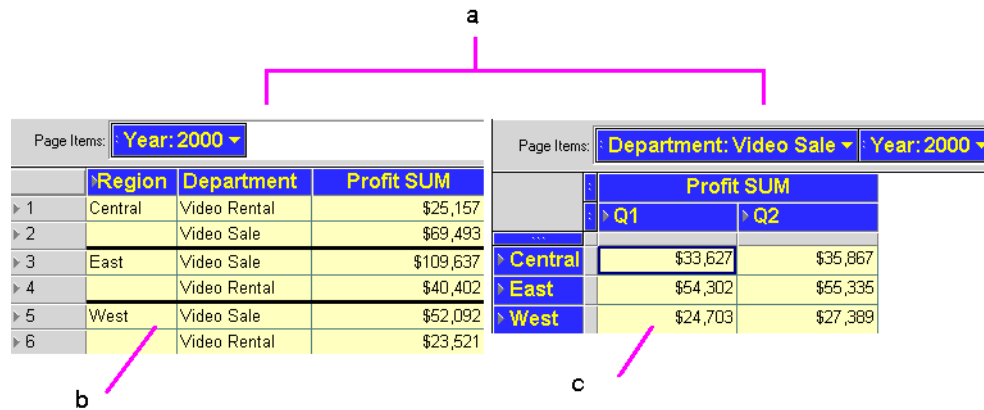 a
Page Items: Year: 2000
Region Department Profit SUM
1 Central Video Rental $25,157
2 Video Sale $69,493
3 East Video Sale $109,637
4 Video Rental $40,402
5 West Video Sale $52,092
6 Video Rental $23,521
b
Page Items: Department: Video Sale Year: 2000
Profit SUM
Q1 Q2
Central $33,627 $35,867
East $54,302 $55,335
West $24,703 $27,389
c